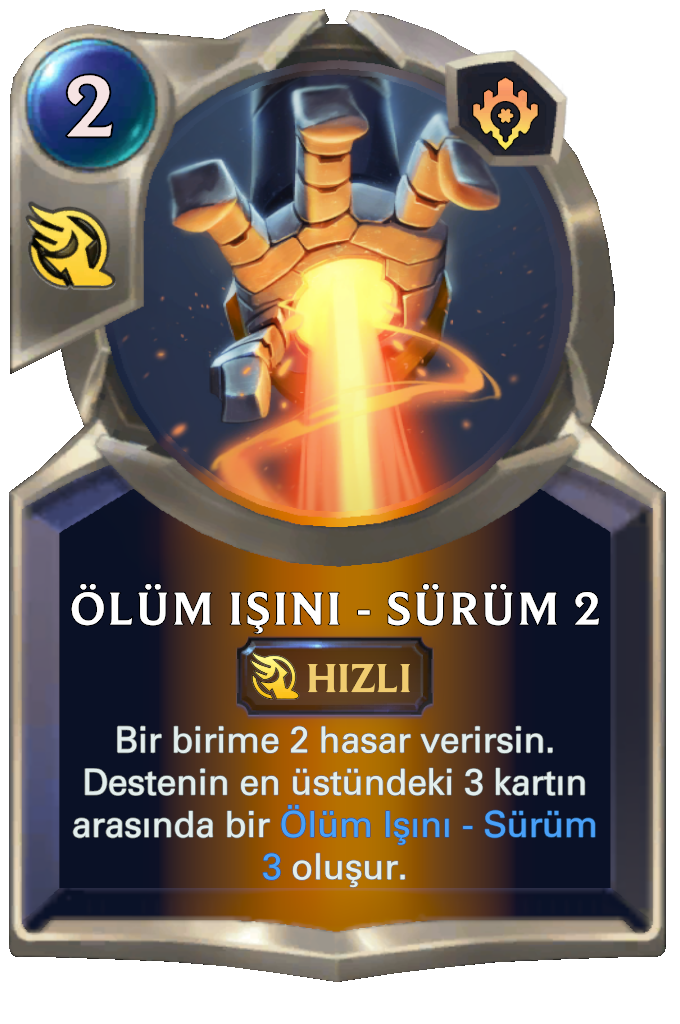 2
ÖLÜM IŞINI - SÜRÜM 2
HIZLI
Bir birime 2 hasar verirsin.
Destenin en üstündeki 3 kartın
arasında bir Ölüm Işını - Sürüm
3 oluşur.